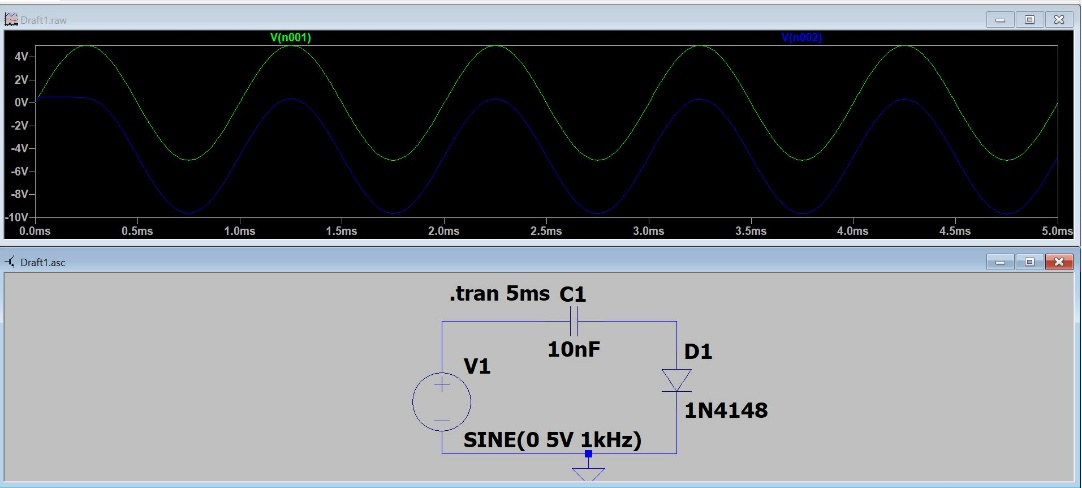 Draft1.raw
V(n001) V(n002)
4V
2V
0V
-2V
-4V
-6V
-8V
-10V
0.0ms 0.5ms 1.0ms 1.5ms 2.0ms 2.5ms 3.0ms 3.5ms 4.0ms 4.5ms 5.0ms
Draft1.asc
.tran 5ms C1
10nF
V1
D1
1N4148
SINE(0 5V 1kHz)